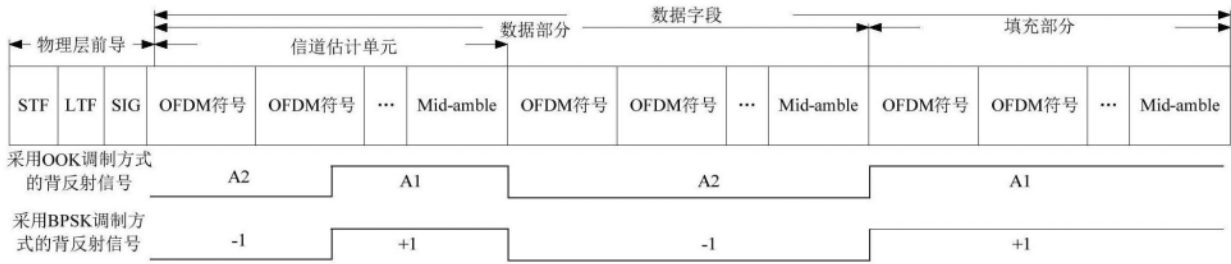 数据字段
数据部分 填充部分
物理层前导 信道估计单元
STF LTF SIG OFDM符号 OFDM符号 ··· Mid-amble OFDM符号 OFDM符号 ··· Mid-amble OFDM符号 OFDM符号 ··· Mid-amble
采用OOK调制方式
的背反射信号 A2 A1 A2 A1
采用BPSK调制方
式的背反射信号 -1 +1 -1 +1